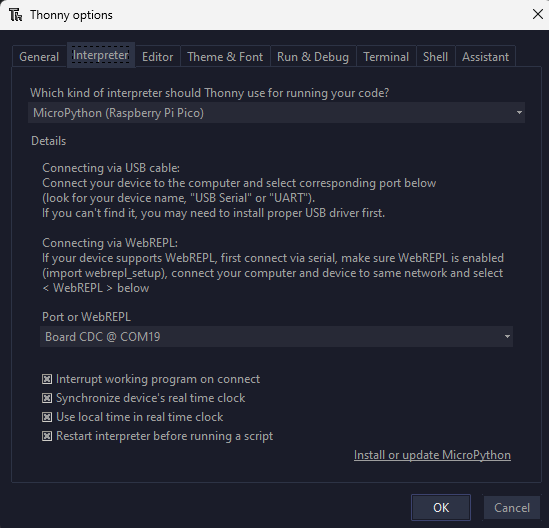 Thonny options
General Interpreter Editor Theme & Font Run & Debug Terminal Shell Assistant
Which kind of interpreter should Thonny use for running your code?
MicroPython (Raspberry Pi Pico)
Details
Connecting via USB cable:
Connect your device to the computer and select corresponding port below
(look for your device name, "USB Serial" or "UART").
If you can't find it, you may need to install proper USB driver first.
Connecting via WebREPL:
If your device supports WebREPL, first connect via serial, make sure WebREPL is enabled
(import webrepl_setup), connect your computer and device to same network and select
< WebREPL > below
Port or WebREPL
Board CDC @ COM19
Interrupt working program on connect
Synchronize device's real time clock
Use local time in real time clock
Restart interpreter before running a script
Install or update MicroPython
OK Cancel